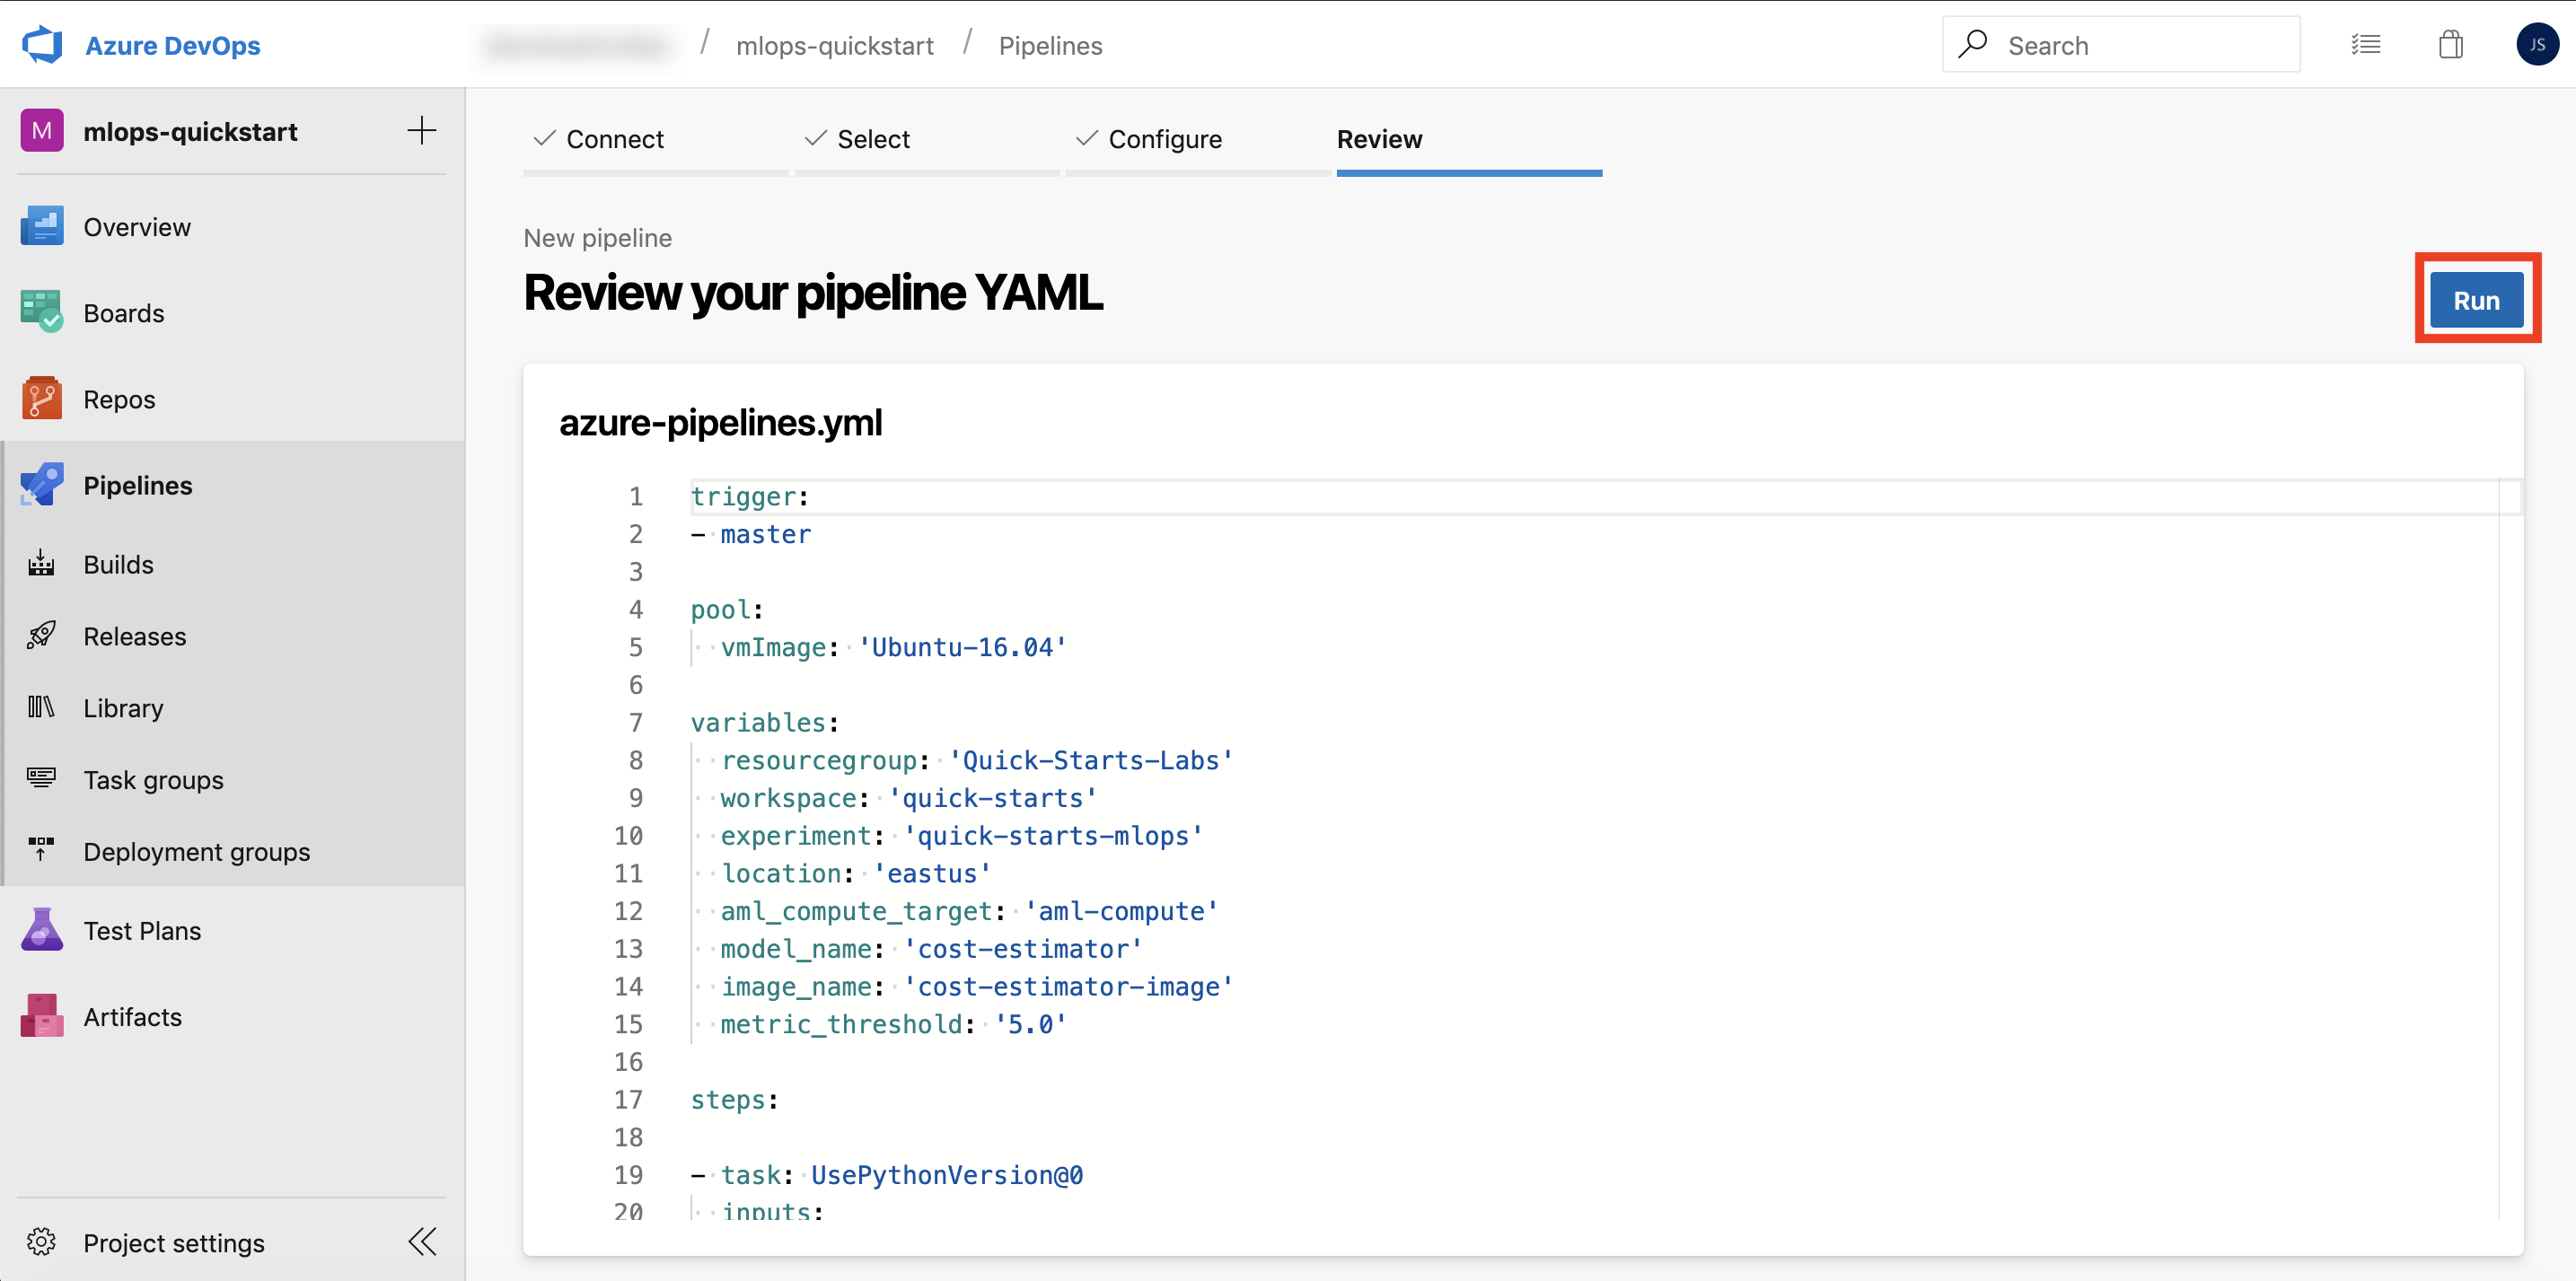 Azure DevOps
/ mlops-quickstart / Pipelines
Search
JS
M mlops-quickstart
Overview
Boards
Repos
Pipelines
Builds
Releases
Library
Task groups
Deployment groups
Test Plans
Artifacts
Project settings
Connect Select Configure Review
New pipeline
Review your pipeline YAML
Run
azure-pipelines.yml
1 trigger:
2 - master
3
4 pool:
5   vmImage: 'Ubuntu-16.04'
6
7 variables:
8   resourcegroup: 'Quick-Starts-Labs'
9   workspace: 'quick-starts'
10   experiment: 'quick-starts-mlops'
11   location: 'eastus'
12   aml_compute_target: 'aml-compute'
13   model_name: 'cost-estimator'
14   image_name: 'cost-estimator-image'
15   metric_threshold: '5.0'
16
17 steps:
18
19 - task: UsePythonVersion@0
20   inputs: